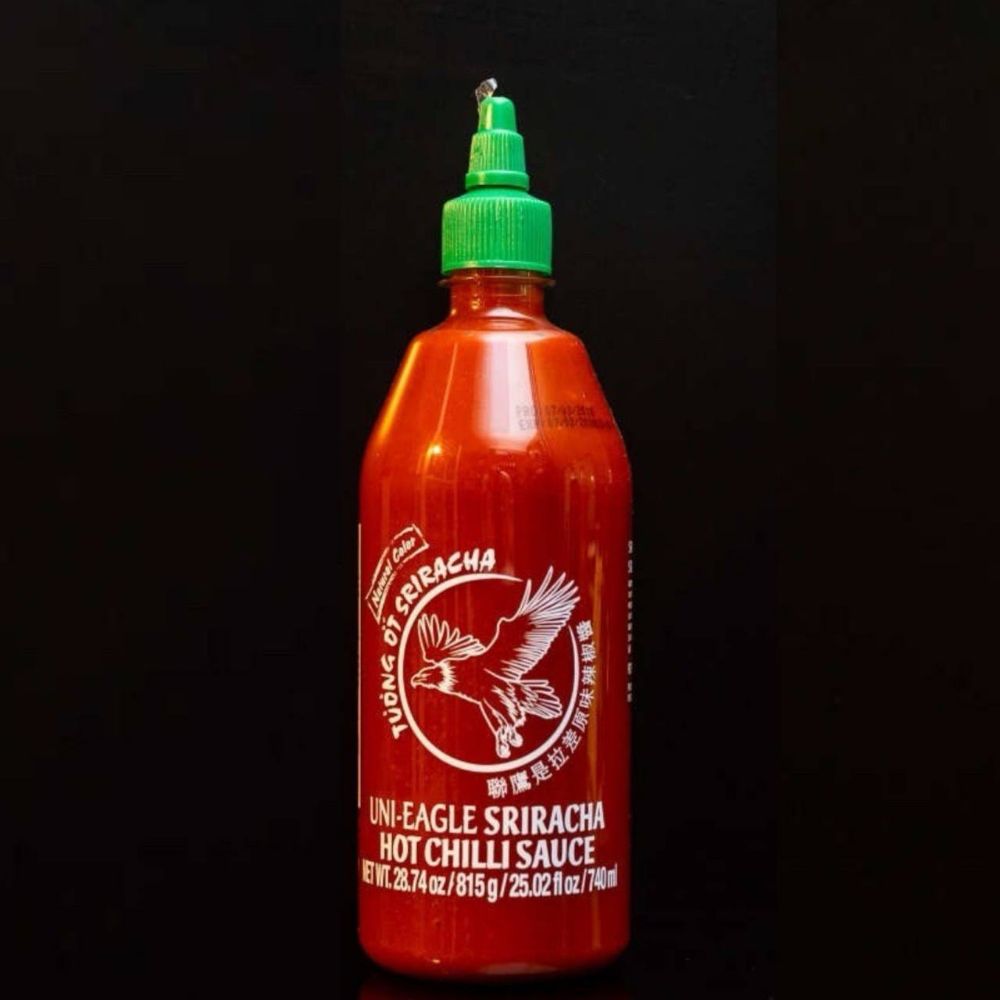 Natural Color
TƯƠNG ỚT SRIRACHA
聯鷹是拉差原味辣椒醬
UNI-EAGLE SRIRACHA
HOT CHILLI SAUCE
NET WT. 28.74 oz / 815 g / 25.02 fl oz / 740 ml